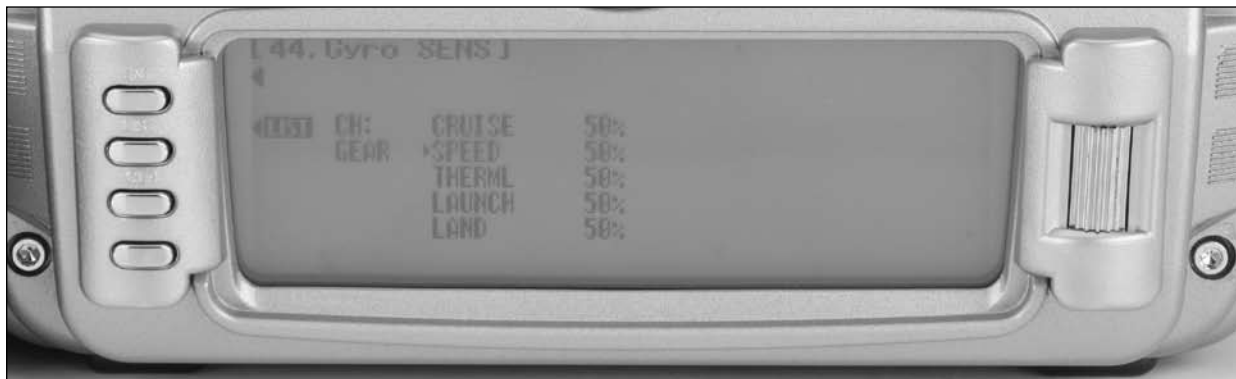 [44.Gyro SENS]
LIST CH: CRUISE 50%
GEAR SPEED 50%
THERML 50%
LAUNCH 50%
LAND 50%